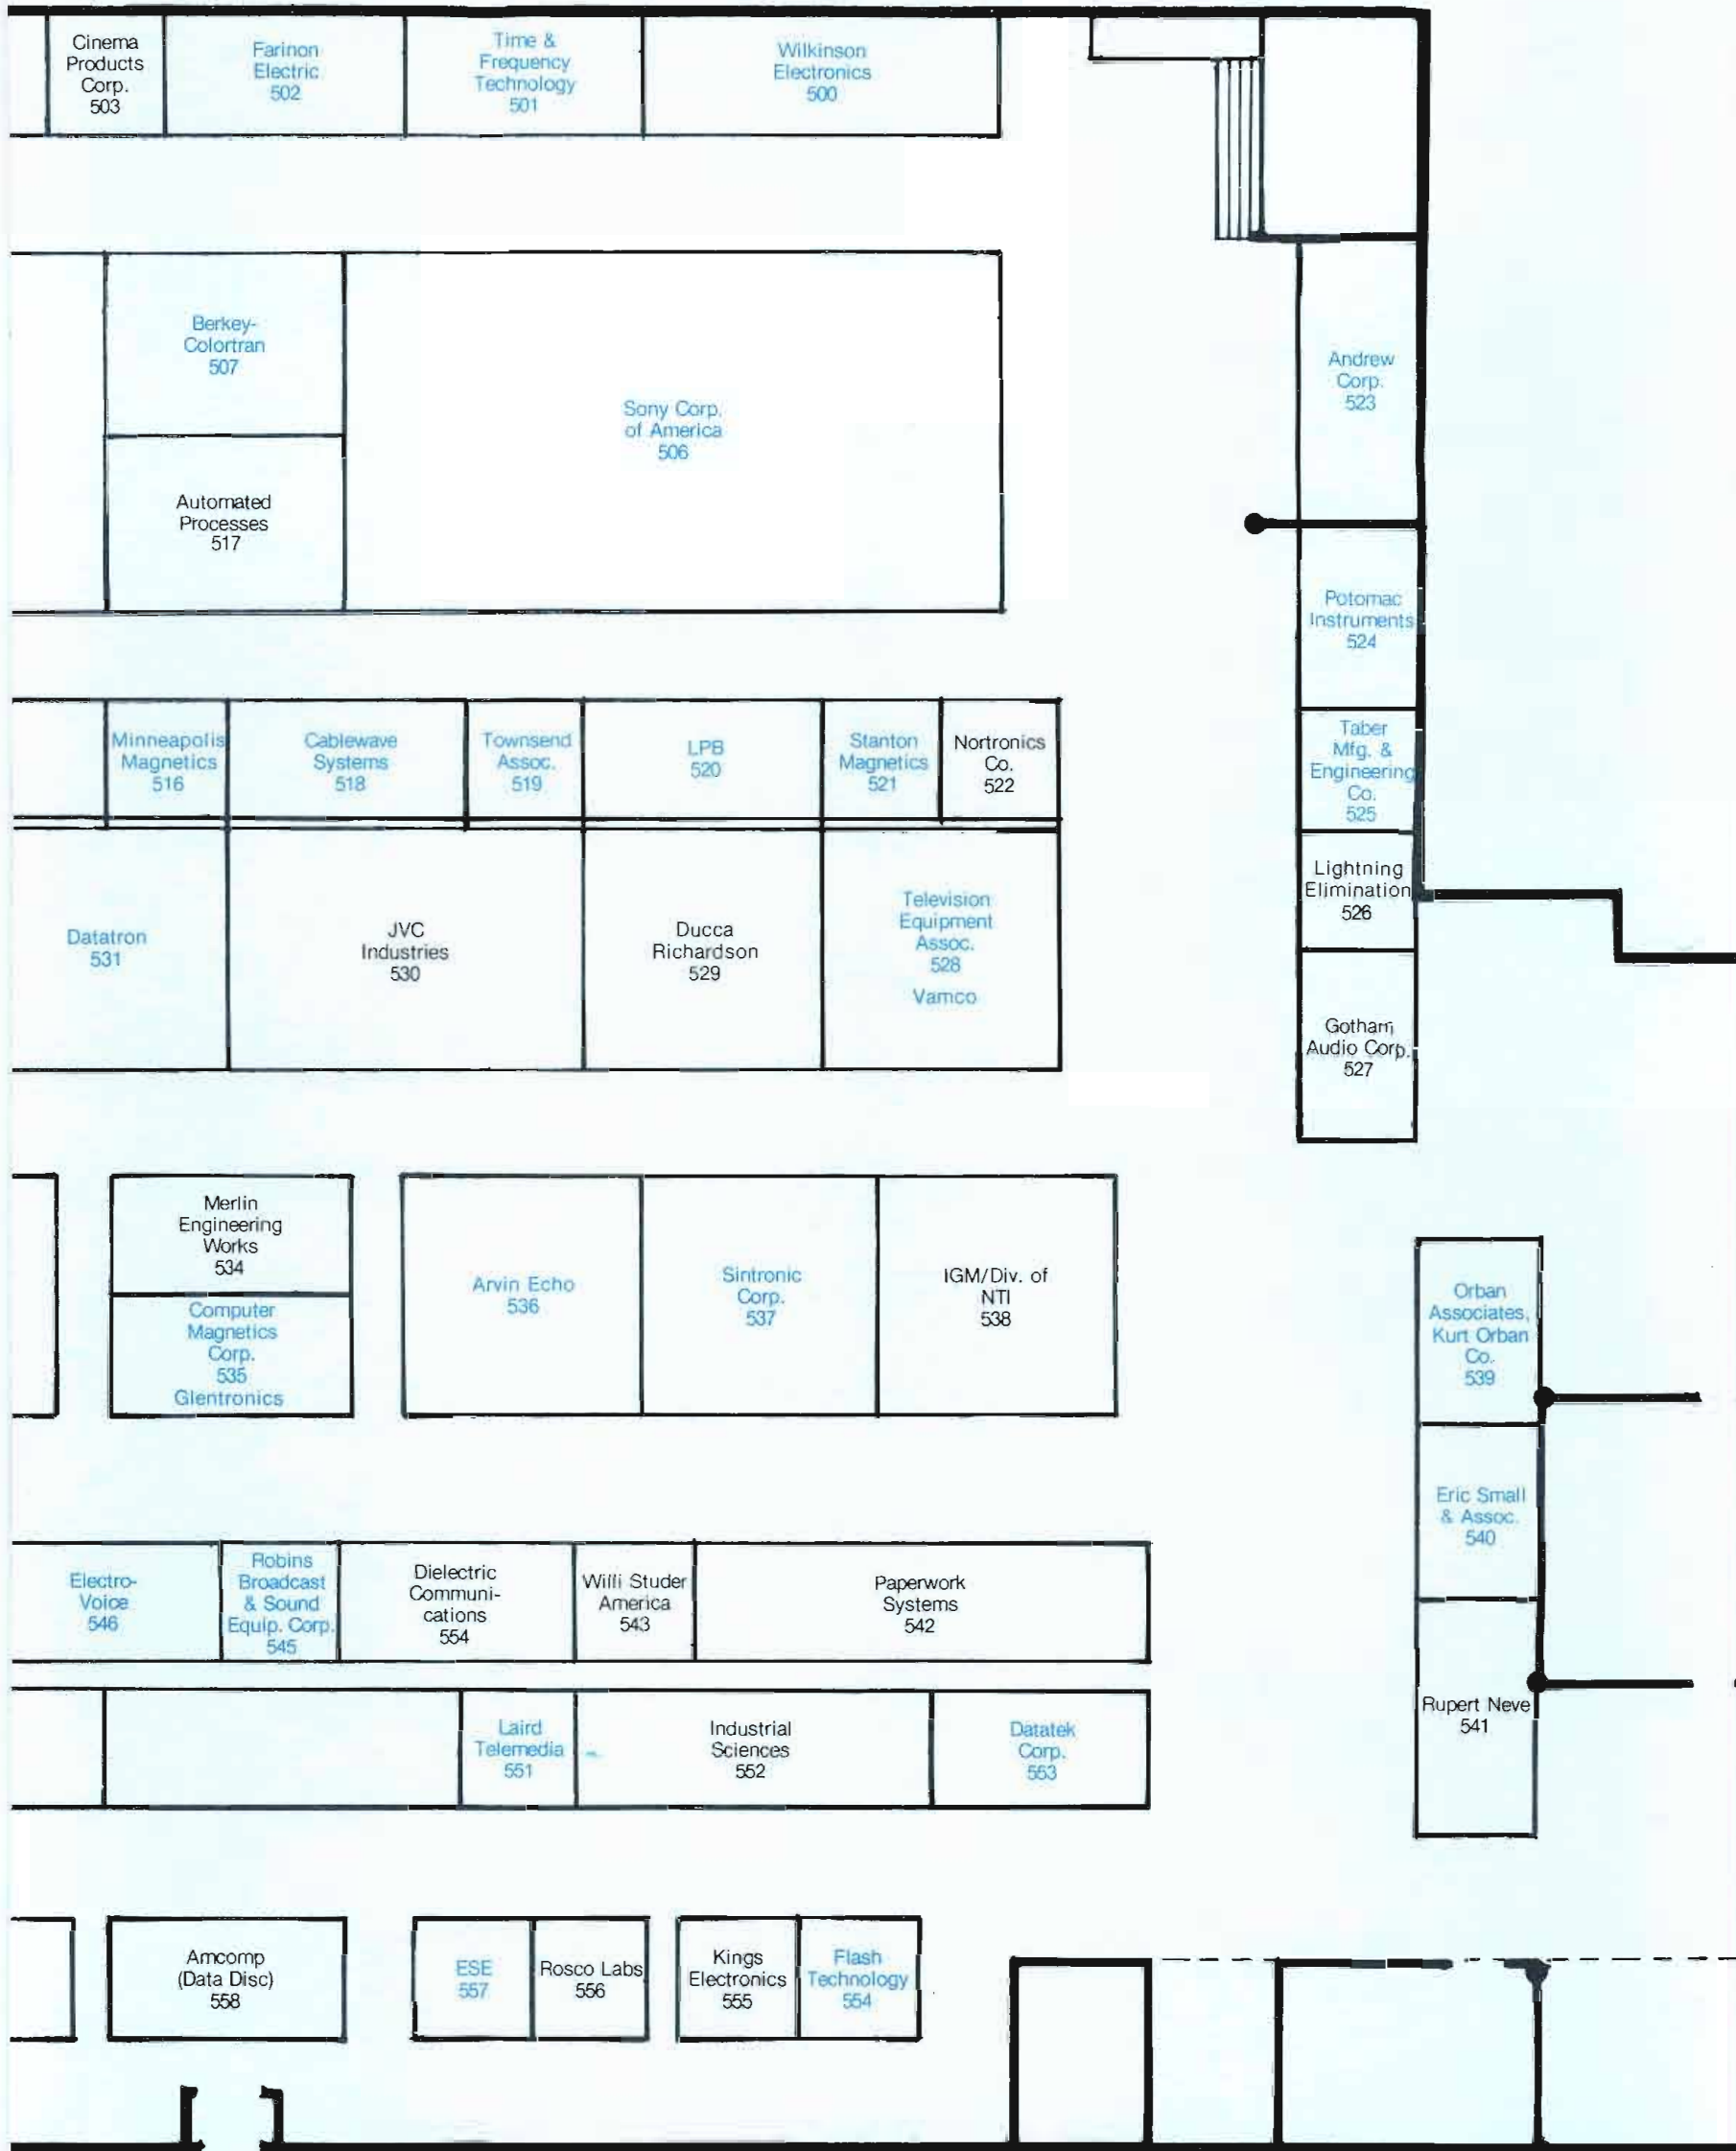 Cinema
Products
Corp.
503
Farinon
Electric
502
Time &
Frequency
Technology
501
Wilkinson
Electronics
500
Berkey-
Colortran
507
Automated
Processes
517
Sony Corp.
of America
506
Andrew
Corp.
523
Potomac
Instruments
524
Taber
Mfg. &
Engineering
Co.
525
Lightning
Elimination
526
Gotham
Audio Corp.
527
Minneapolis
Magnetics
516
Cablewave
Systems
518
Townsend
Assoc.
519
LPB
520
Stanton
Magnetics
521
Nortronics
Co.
522
Datatron
531
JVC
Industries
530
Ducca
Richardson
529
Television
Equipment
Assoc.
528
Vamco
Merlin
Engineering
Works
534
Computer
Magnetics
Corp.
535
Glentronics
Arvin Echo
536
Sintronic
Corp.
537
IGM/Div. of
NTI
538
Orban
Associates,
Kurt Orban
Co.
539
Eric Small
& Assoc.
540
Rupert Neve
541
Electro-
Voice
546
Robins
Broadcast
& Sound
Equip. Corp.
545
Dielectric
Communi-
cations
554
Willi Studer
America
543
Paperwork
Systems
542
Laird
Telemedia
551
Industrial
Sciences
552
Datatek
Corp.
553
Amcomp
(Data Disc)
558
ESE
557
Rosco Labs
556
Kings
Electronics
555
Flash
Technology
554